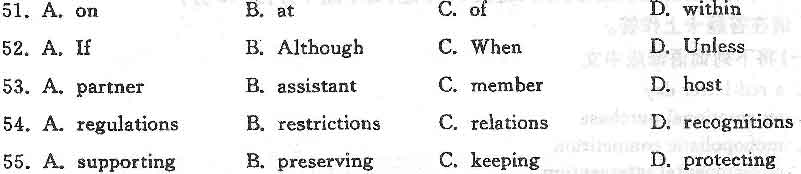 51. A. on B. at C. of D. within
52. A. If B. Although C. When D. Unless
53. A. partner B. assistant C. member D. host
54. A. regulations B. restrictions C. relations D. recognitions
55. A. supporting B. preserving C. keeping D. protecting